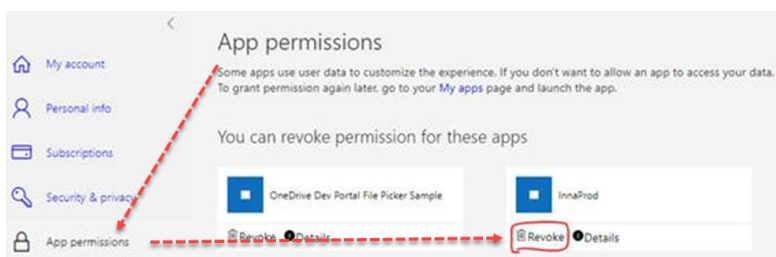 App permissions
Some apps use user data to customize the experience. If you don't want to allow an app to access your data.
To grant permission again later, go to your My apps page and launch the app.
My account
Personal info
Subscriptions
Security & privacy
App permissions
You can revoke permission for these apps
OneDrive Dev Portal File Picker Sample
Revoke Details
InnaProd
Revoke Details